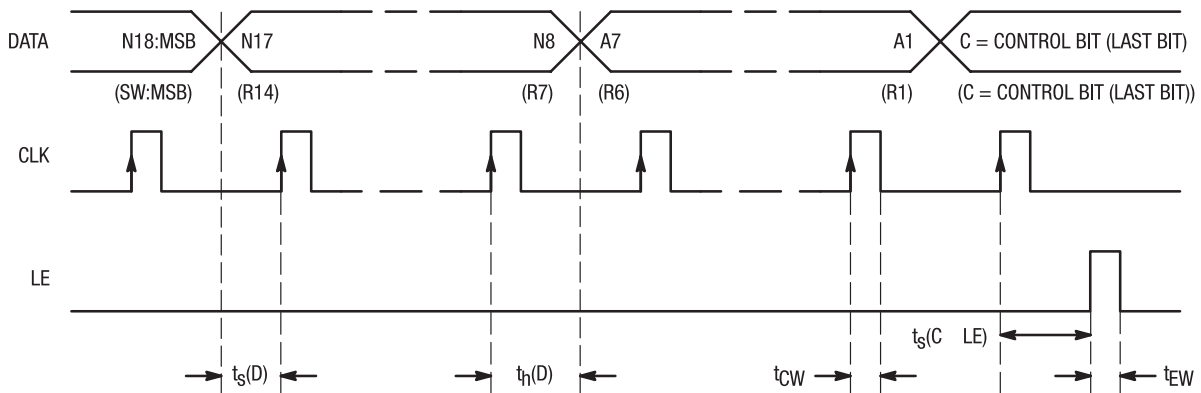 DATA N18:MSB N17 N8 A7 A1 C = CONTROL BIT (LAST BIT)
(SW:MSB) (R14) (R7) (R6) (R1) (C = CONTROL BIT (LAST BIT))
CLK
LE
ts(C LE)
ts(D) th(D) tCW tEW